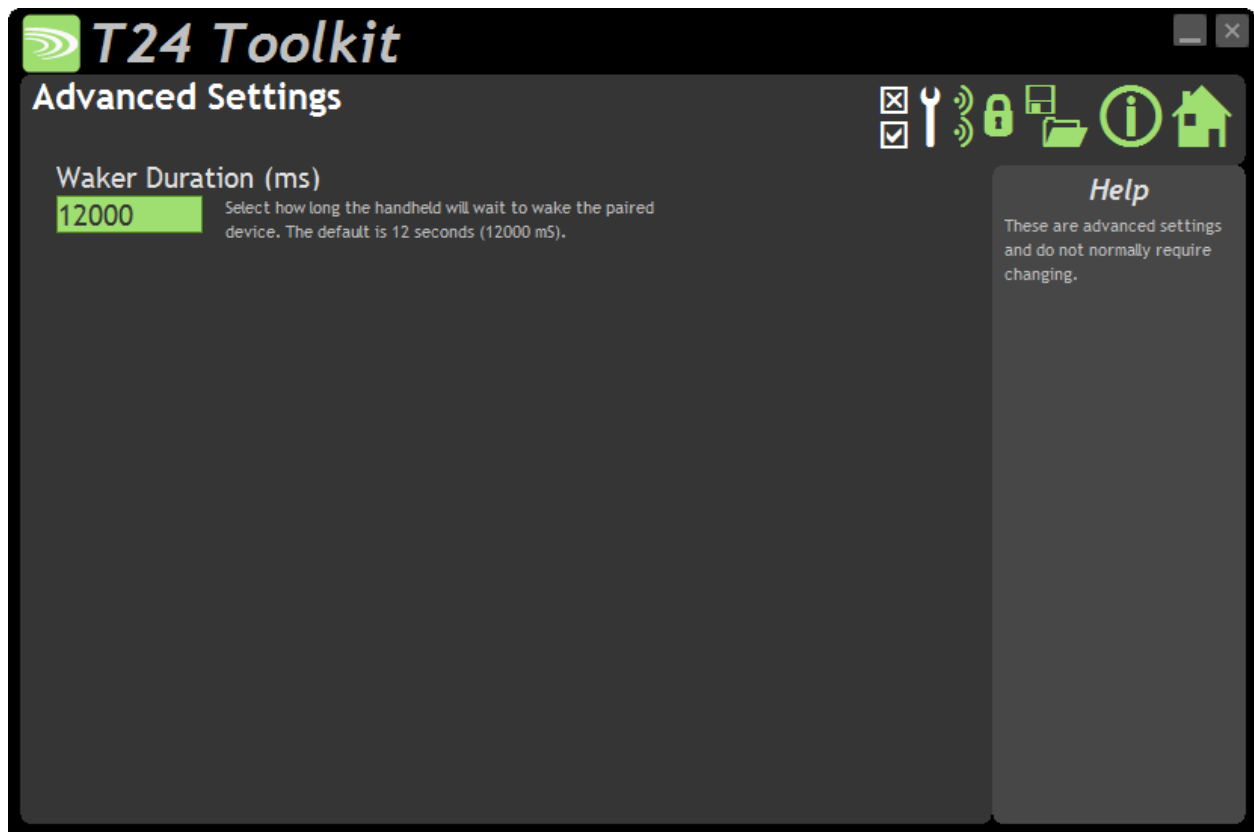 T24 Toolkit
Advanced Settings
Waker Duration (ms)
12000
Select how long the handheld will wait to wake the paired
device. The default is 12 seconds (12000 mS).
Help
These are advanced settings
and do not normally require
changing.